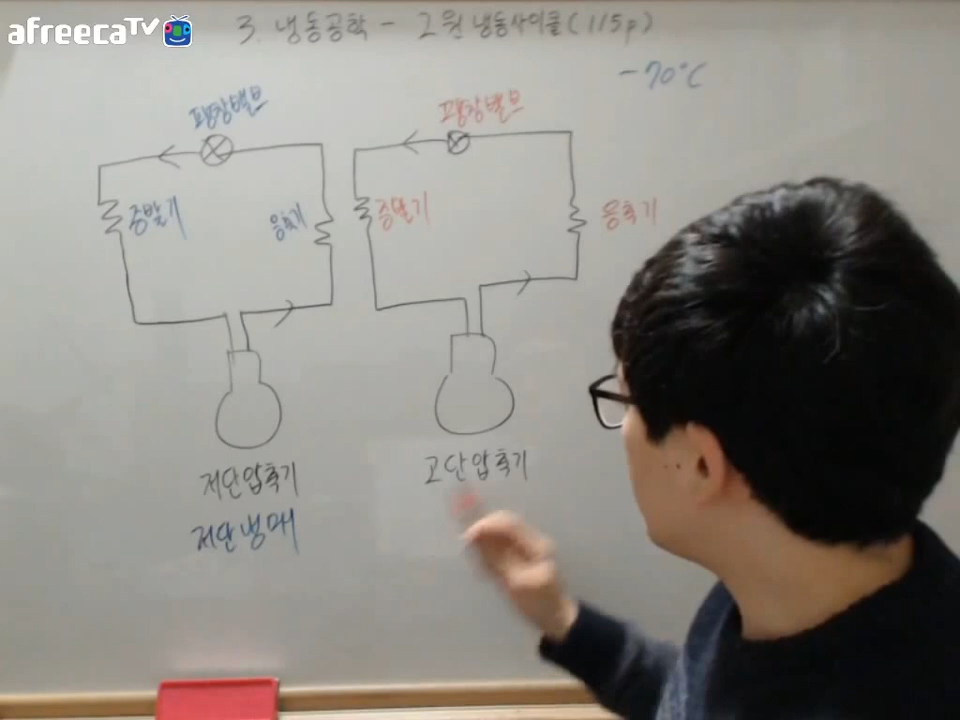 afreecaTV
3. 냉동공학 - 2원 냉동사이클 (115p)
-70°C
팽창밸브
팽창밸브
증발기
응축기
증발기
응축기
저단압축기
고단압축기
저단냉매